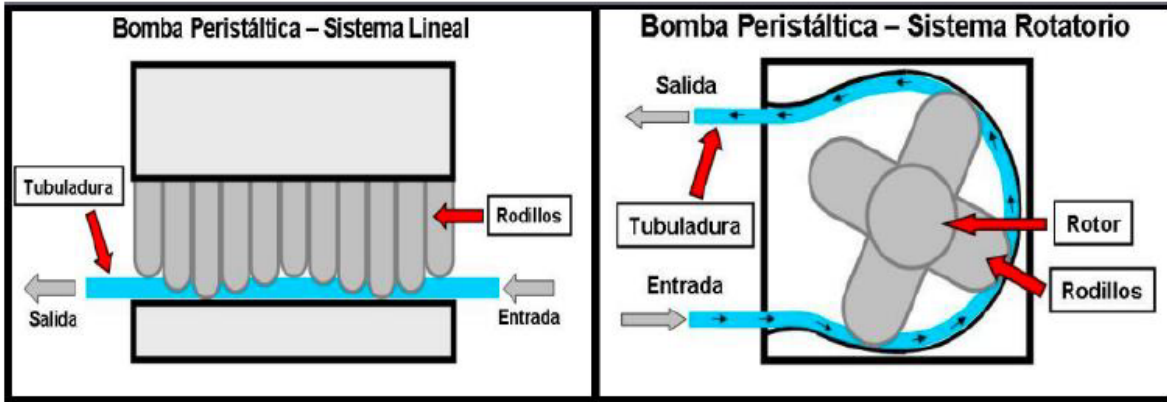 Bomba Peristáltica – Sistema Lineal
Tubuladura
Rodillos
Salida
Entrada
Bomba Peristáltica – Sistema Rotatorio
Salida
Tubuladura
Rotor
Entrada
Rodillos